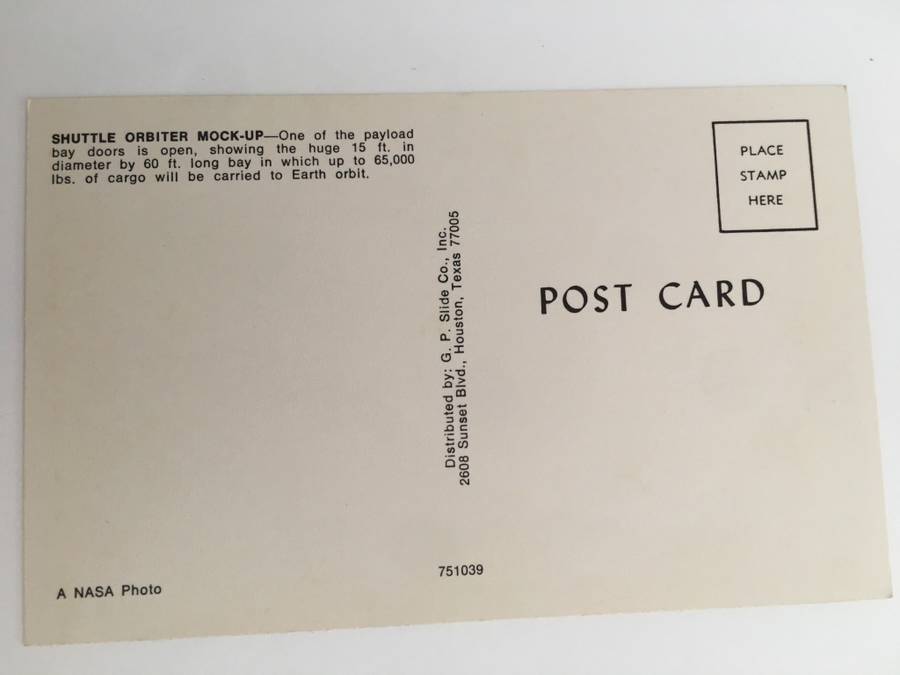 SHUTTLE ORBITER MOCK-UP—One of the payload
bay doors is open, showing the huge 15 ft. in
diameter by 60 ft. long bay in which up to 65,000
lbs. of cargo will be carried to Earth orbit.
A NASA Photo
Distributed by: G. P. Slide Co., Inc.
2608 Sunset Blvd., Houston, Texas 77005
751039
PLACE
STAMP
HERE
POST CARD